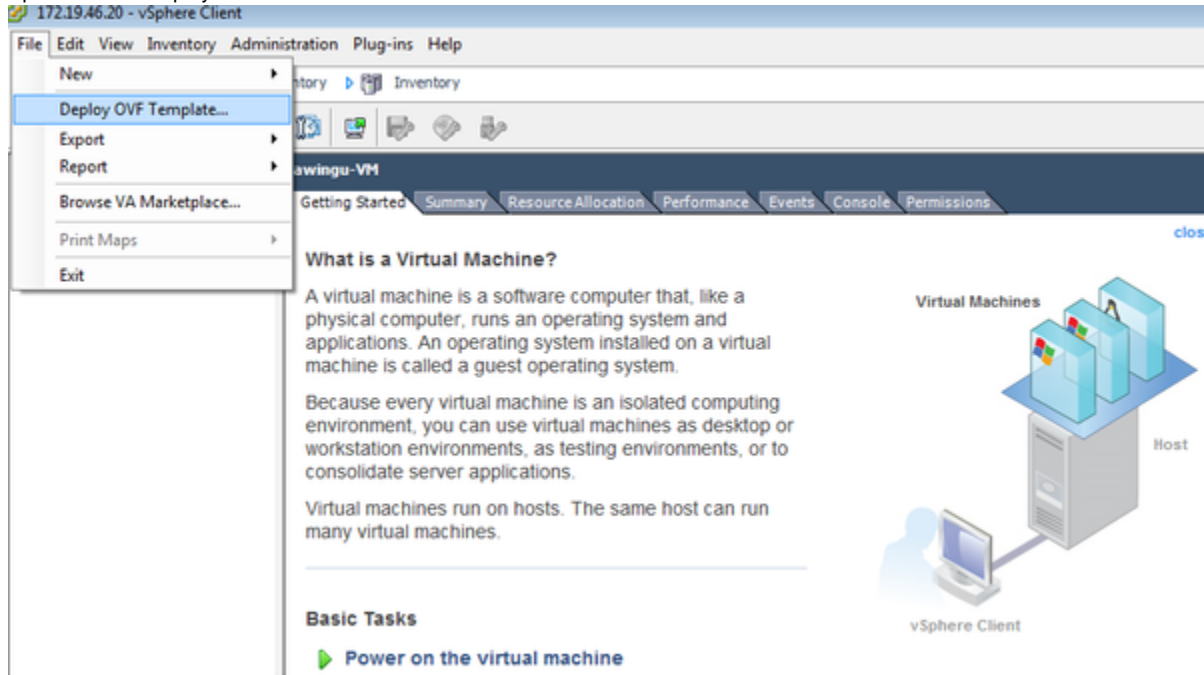 172.19.46.20 - vSphere Client
File Edit View Inventory Administration Plug-ins Help
New
Inventory
Deploy OVF Template...
Export
Report
awingu-VM
Browse VA Marketplace...
Getting Started Summary Resource Allocation Performance Events Console Permissions
Print Maps
clos
Exit
What is a Virtual Machine?
A virtual machine is a software computer that, like a
physical computer, runs an operating system and
applications. An operating system installed on a virtual
machine is called a guest operating system.
Because every virtual machine is an isolated computing
environment, you can use virtual machines as desktop or
workstation environments, as testing environments, or to
consolidate server applications.
Virtual machines run on hosts. The same host can run
many virtual machines.
Virtual Machines
Host
vSphere Client
Basic Tasks
Power on the virtual machine